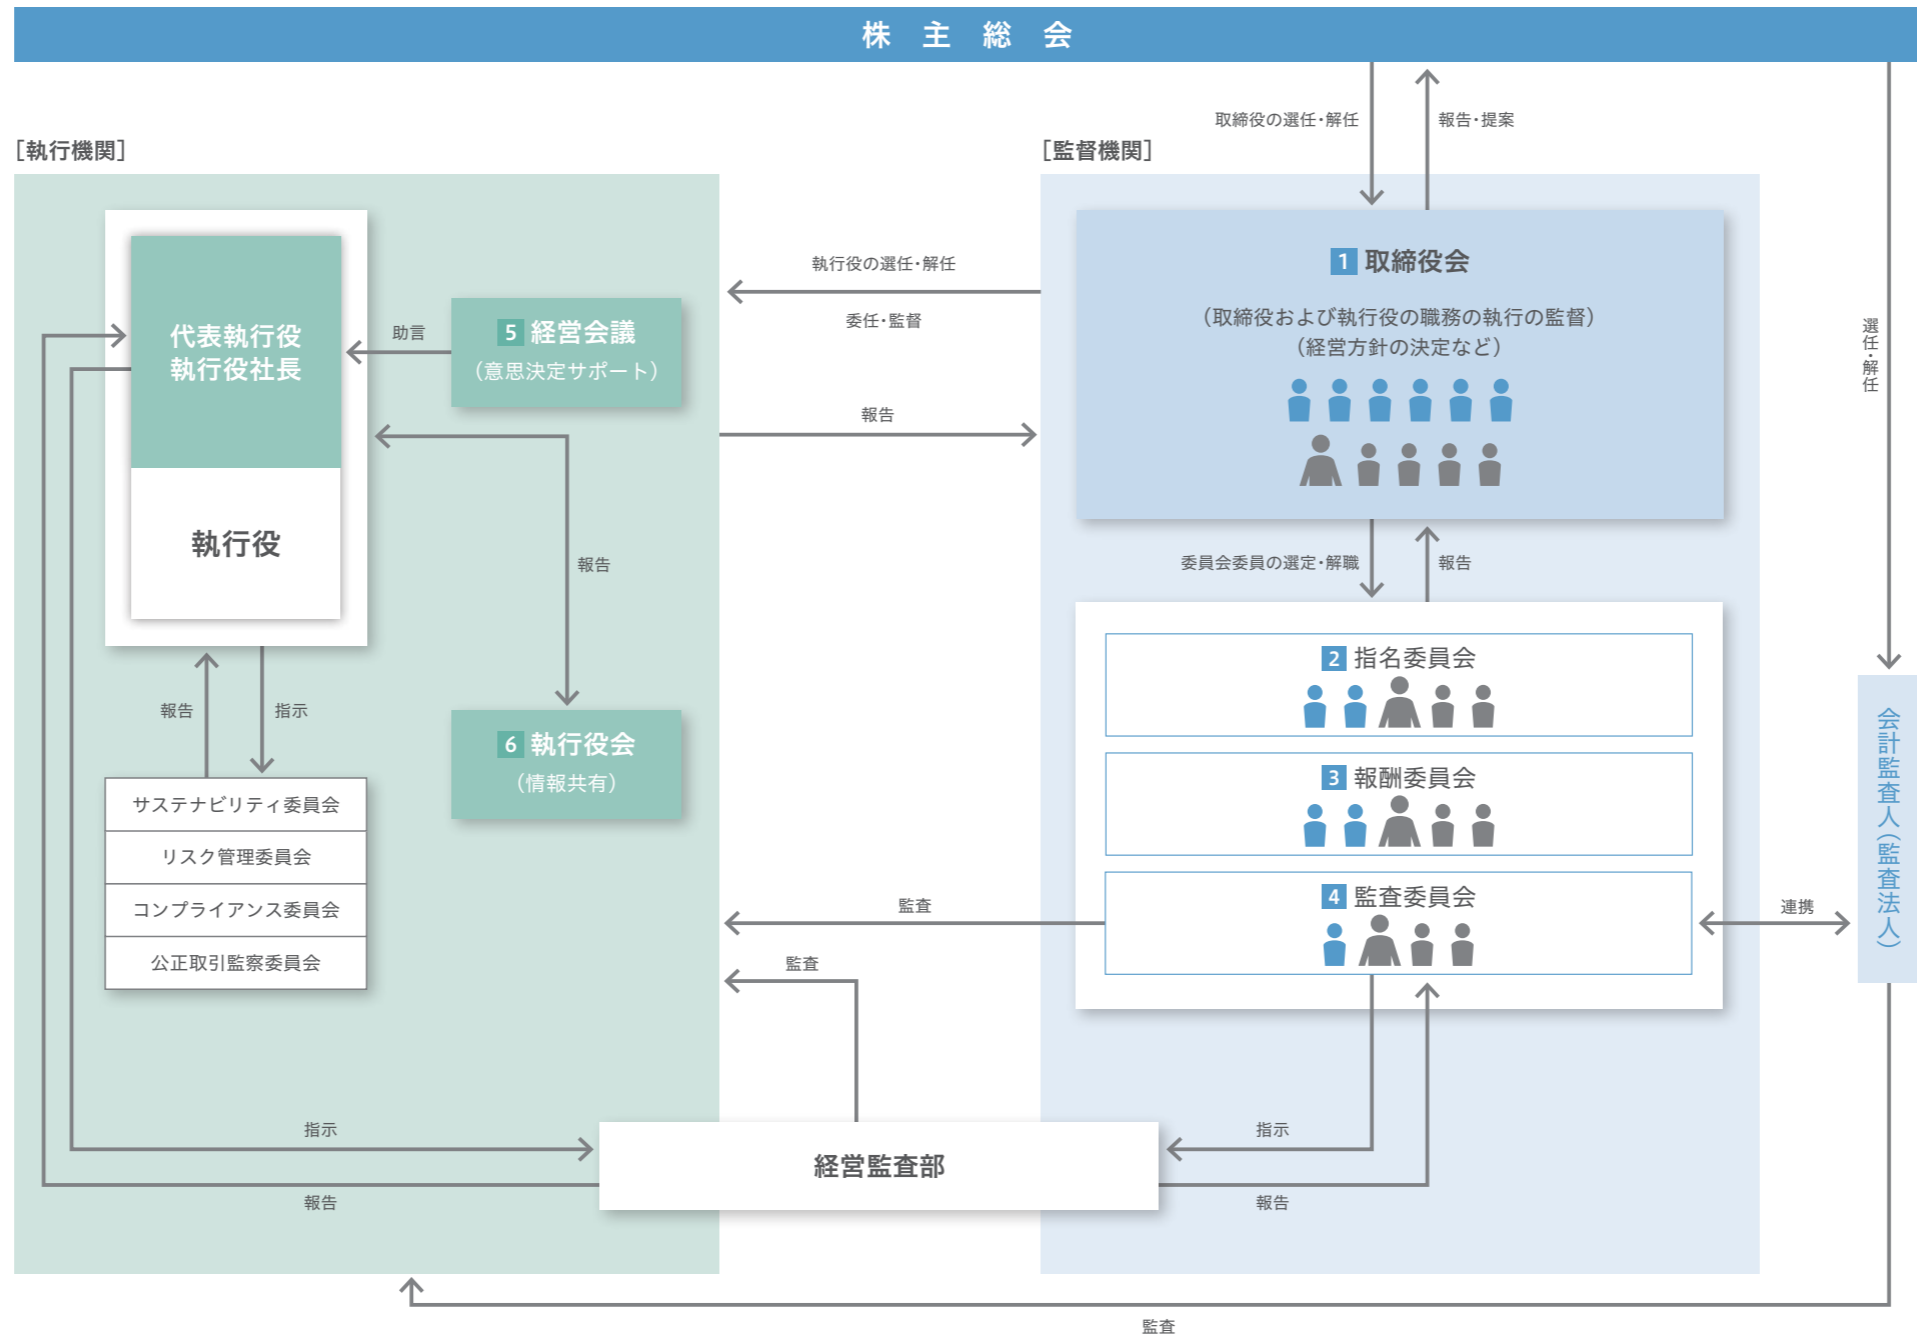 株主総会
取締役の選任・解任
報告・提案
[執行機関]
[監督機関]
代表執行役
執行役社長
執行役
助言
5 経営会議
（意思決定サポート）
報告
6 執行役会
（情報共有）
報告
指示
サステナビリティ委員会
リスク管理委員会
コンプライアンス委員会
公正取引監察委員会
執行役の選任・解任
委任・監督
報告
1 取締役会
（取締役および執行役の職務の執行の監督）
（経営方針の決定など）
委員会委員の選定・解職
報告
2 指名委員会
3 報酬委員会
4 監査委員会
選任・解任
会計監査人（監査法人）
連携
監査
監査
指示
報告
経営監査部
指示
報告
監査